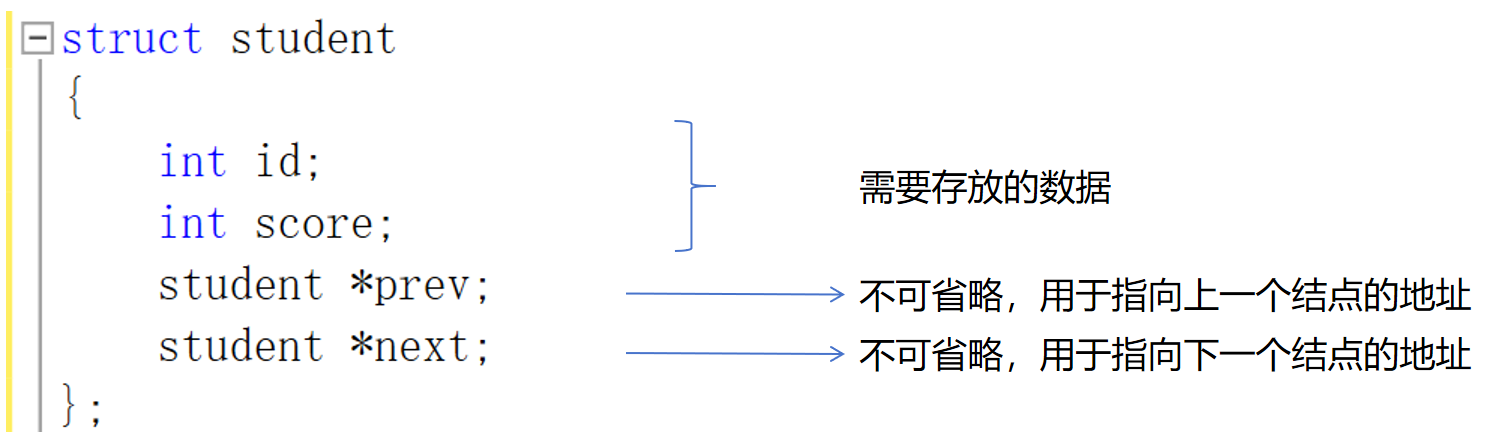 struct student
{
int id;
int score;
需要存放的数据
student *prev;
不可省略，用于指向上一个结点的地址
student *next;
不可省略，用于指向下一个结点的地址
};